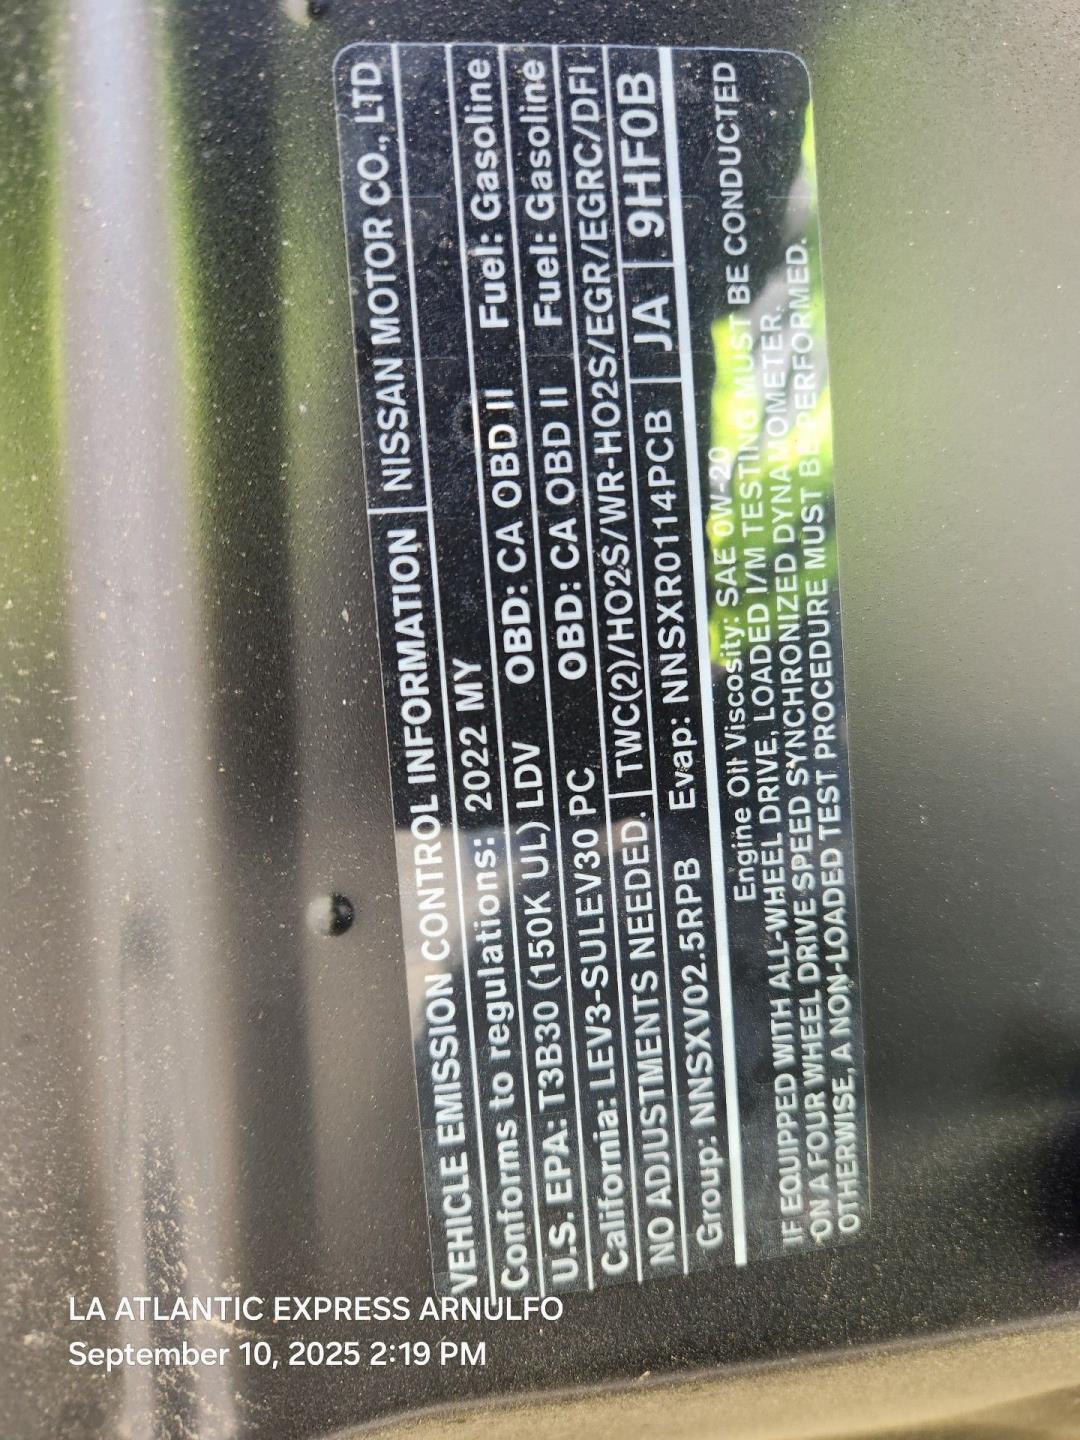 VEHICLE EMISSION CONTROL INFORMATION NISSAN MOTOR CO., LTD
Conforms to regulations: 2022 MY
U.S. EPA: T3B30 (150K UL) LDV OBD: CA OBD II Fuel: Gasoline
California: LEV3-SULEV30 PC OBD: CA OBD II Fuel: Gasoline
NO ADJUSTMENTS NEEDED. TWC(2)/HO2S/WR-HO2S/EGR/EGRC/DFI
Group: NNSXV02.5RPB Evap: NNSXR0114PCB JA 9HF0B
Engine Oil Viscosity: SAE 0W-20
IF EQUIPPED WITH ALL-WHEEL DRIVE, LOADED I/M TESTING MUST BE CONDUCTED
ON A FOUR WHEEL DRIVE SPEED SYNCHRONIZED DYNAMOMETER.
OTHERWISE, A NON-LOADED TEST PROCEDURE MUST BE PERFORMED.
LA ATLANTIC EXPRESS ARNULFO
September 10, 2025 2:19 PM